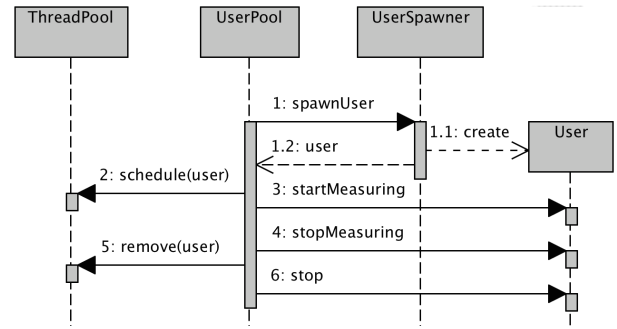 ThreadPool
UserPool
UserSpawner
1: spawnUser
1.1: create
User
1.2: user
2: schedule(user)
3: startMeasuring
4: stopMeasuring
5: remove(user)
6: stop